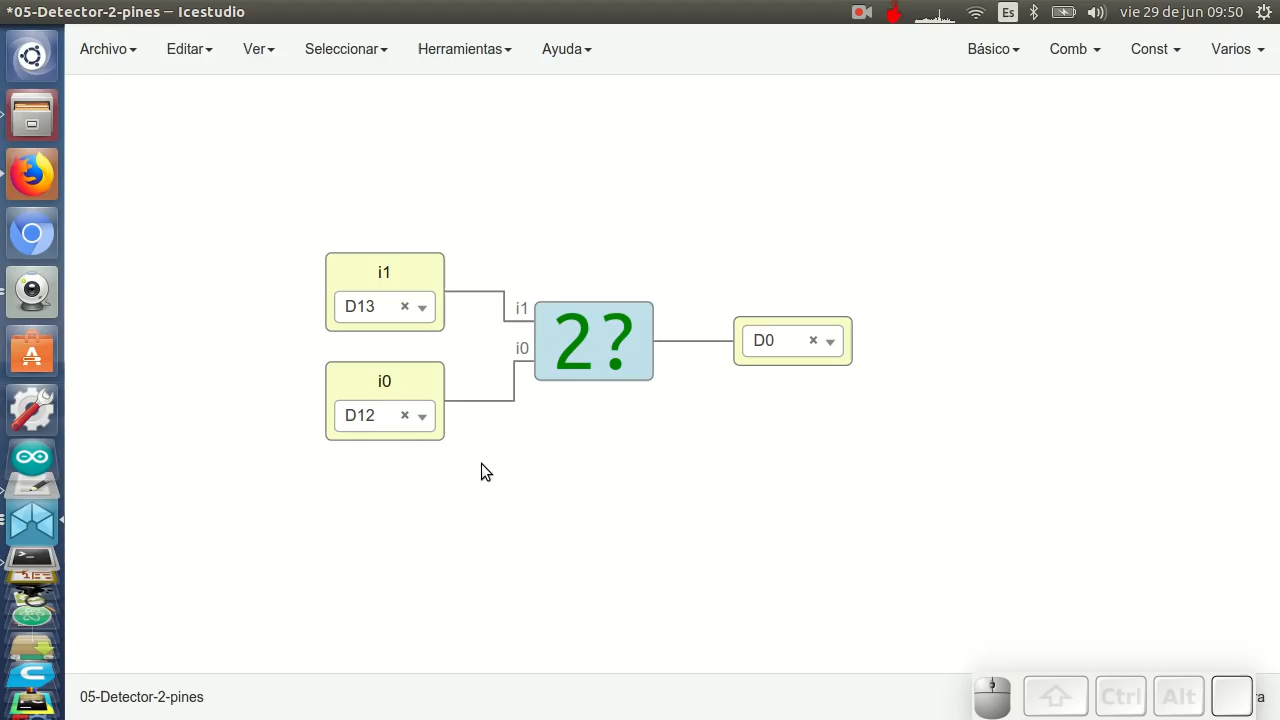 *05-Detector-2-pines — Icestudio
Es
vie 29 de jun 09:50
Archivo Editar Ver Seleccionar Herramientas Ayuda Básico Comb Const Varios
i1
D13
i1
i0
2?
D0
i0
D12
05-Detector-2-pines
Ctrl
Alt